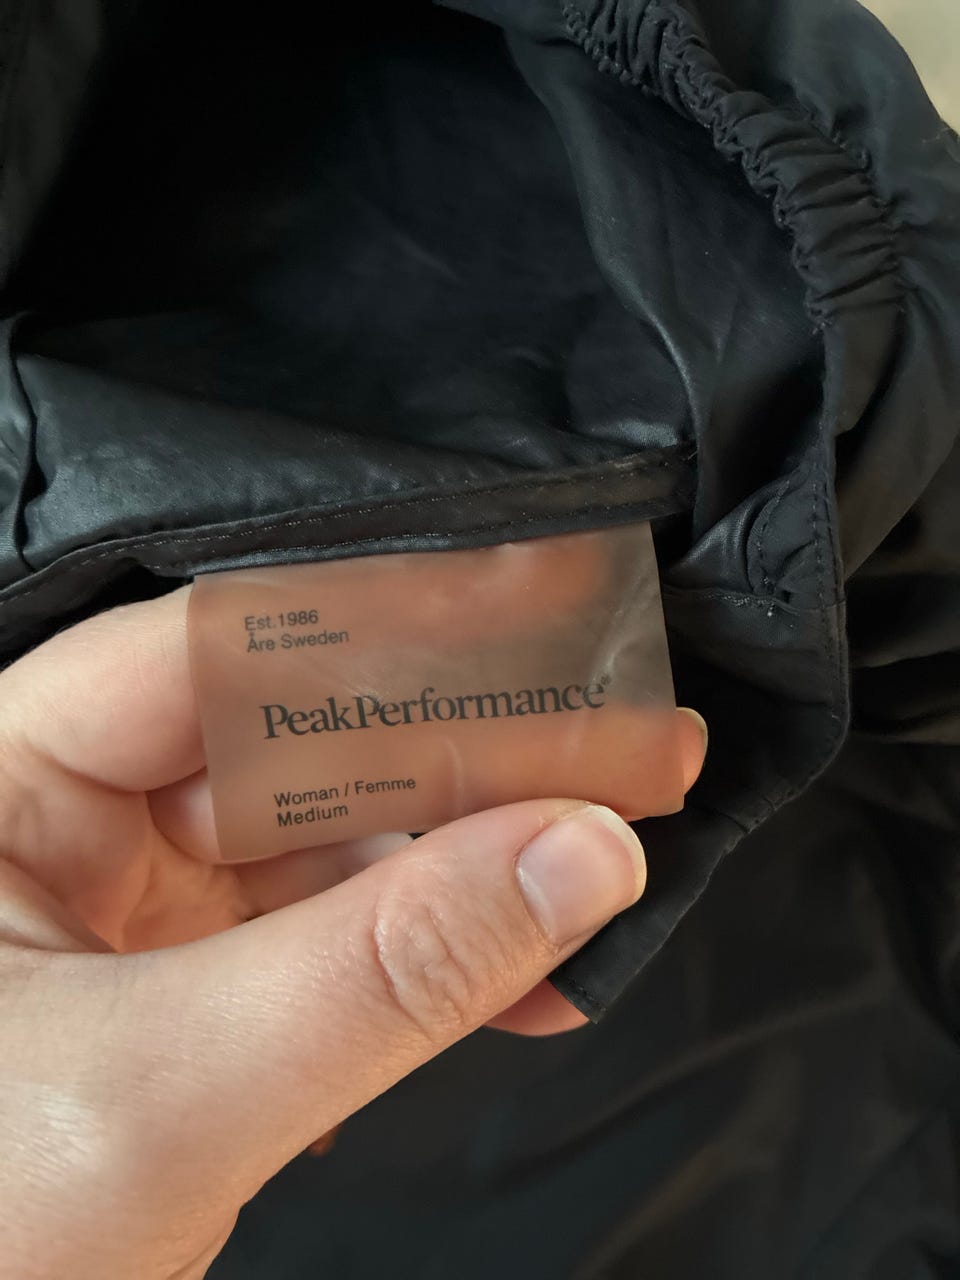 Est.1986
Åre Sweden
PeakPerformance®
Woman / Femme
Medium